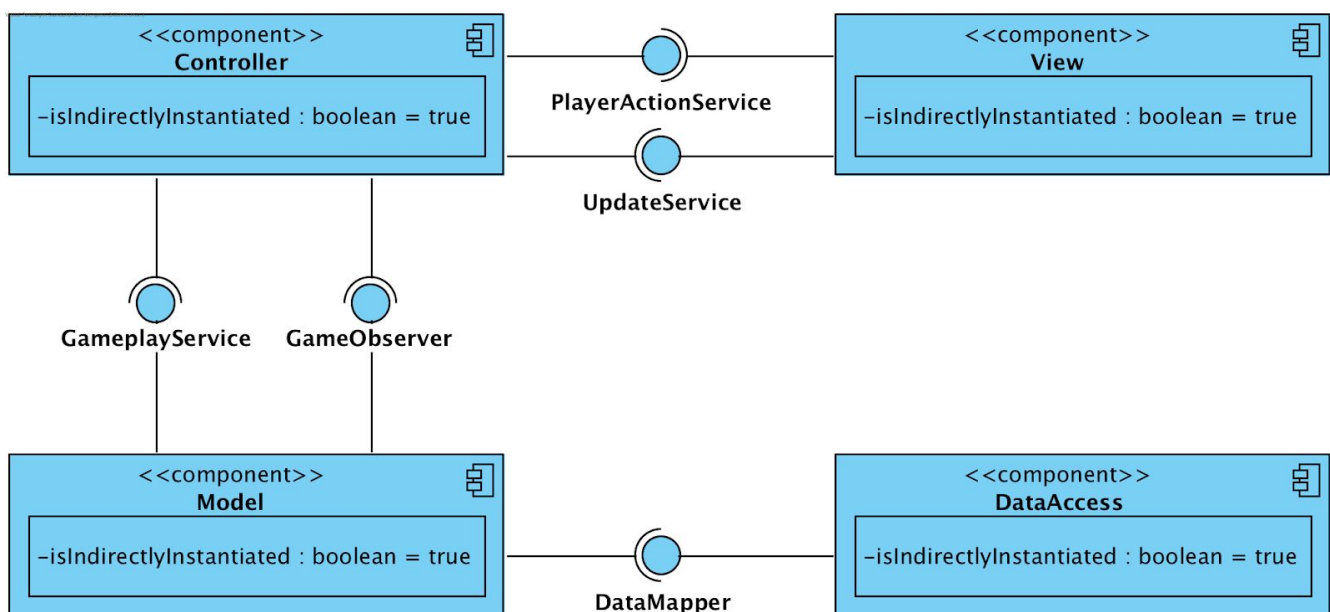 <<component>>
Controller
-isIndirectlyInstantiated : boolean = true
<<component>>
View
-isIndirectlyInstantiated : boolean = true
PlayerActionService
UpdateService
GameplayService
GameObserver
<<component>>
Model
-isIndirectlyInstantiated : boolean = true
<<component>>
DataAccess
-isIndirectlyInstantiated : boolean = true
DataMapper